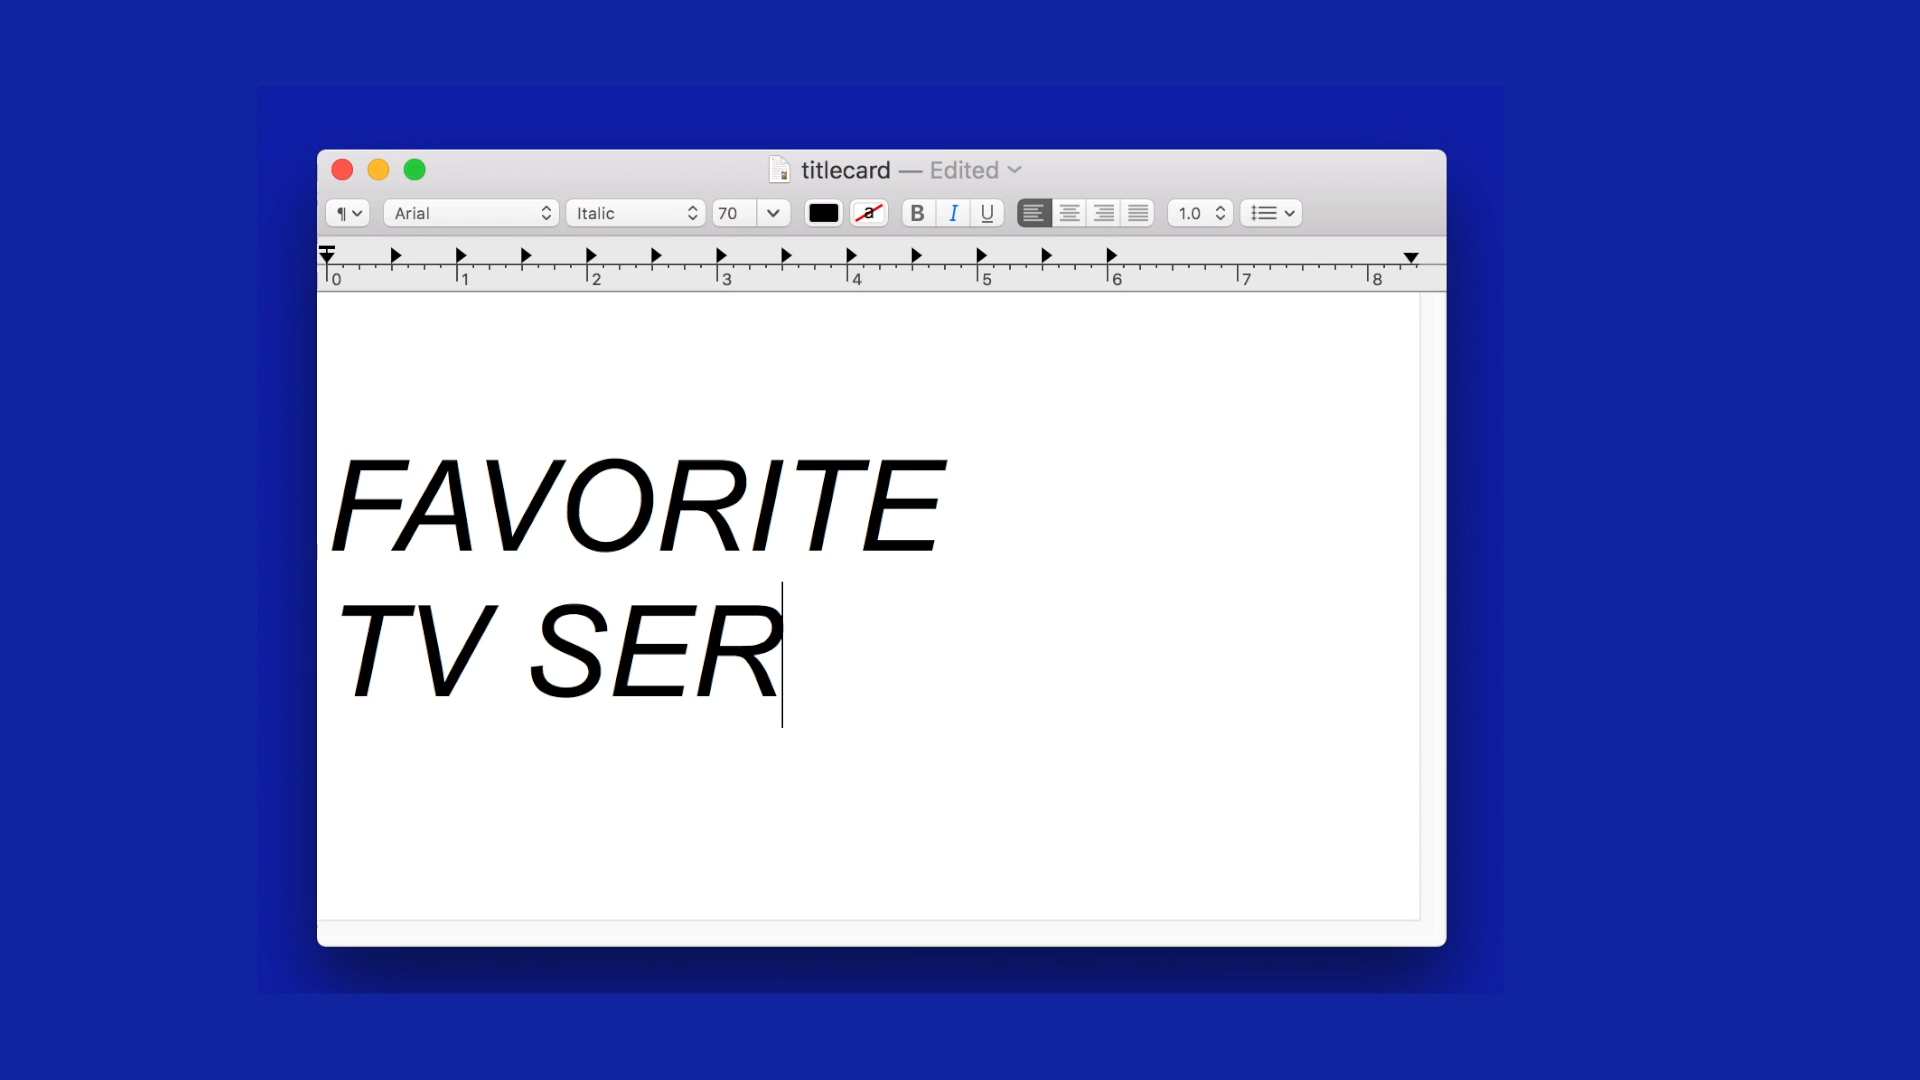 titlecard — Edited
¶ Arial Italic 70 a B I U 1.0
0 1 2 3 4 5 6 7 8
FAVORITE
TV SER